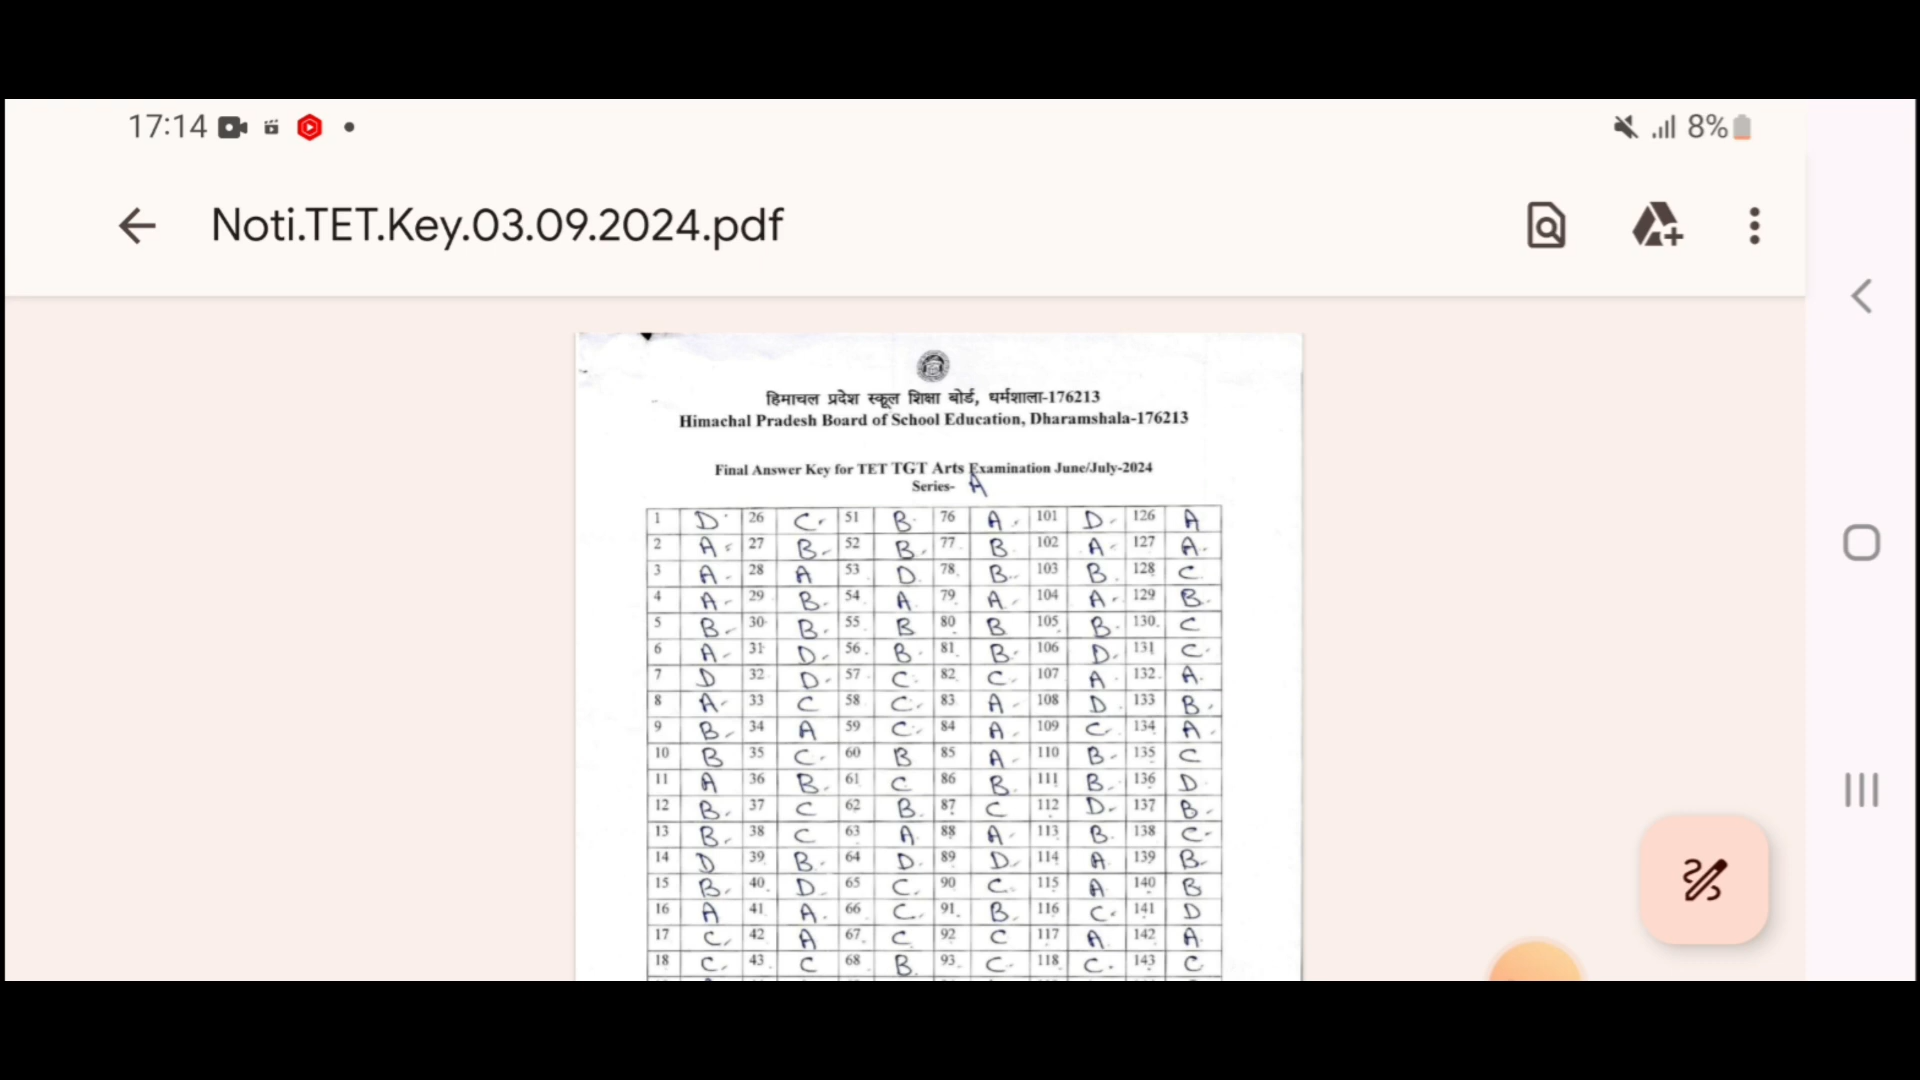 17:14
8%
Noti.TET.Key.03.09.2024.pdf
हिमाचल प्रदेश स्कूल शिक्षा बोर्ड, धर्मशाला-176213
Himachal Pradesh Board of School Education, Dharamshala-176213
Final Answer Key for TET TGT Arts Examination June/July-2024
Series- A
1 D 26 C 51 B 76 A 101 D 126 A
2 A 27 B 52 B 77 B 102 A 127 A
3 A 28 A 53 D 78 B 103 B 128 C
4 A 29 B 54 A 79 A 104 A 129 B
5 B 30 B 55 B 80 B 105 B 130 C
6 A 31 D 56 B 81 B 106 D 131 C
7 D 32 D 57 C 82 C 107 A 132 A
8 A 33 C 58 C 83 A 108 D 133 B
9 B 34 A 59 C 84 A 109 C 134 A
10 B 35 C 60 B 85 A 110 B 135 C
11 A 36 B 61 C 86 B 111 B 136 D
12 B 37 C 62 B 87 C 112 D 137 B
13 B 38 C 63 A 88 A 113 B 138 C
14 D 39 B 64 D 89 D 114 A 139 B
15 B 40 D 65 C 90 C 115 A 140 B
16 A 41 A 66 C 91 B 116 C 141 D
17 C 42 A 67 C 92 C 117 A 142 A
18 C 43 C 68 B 93 C 118 C 143 C